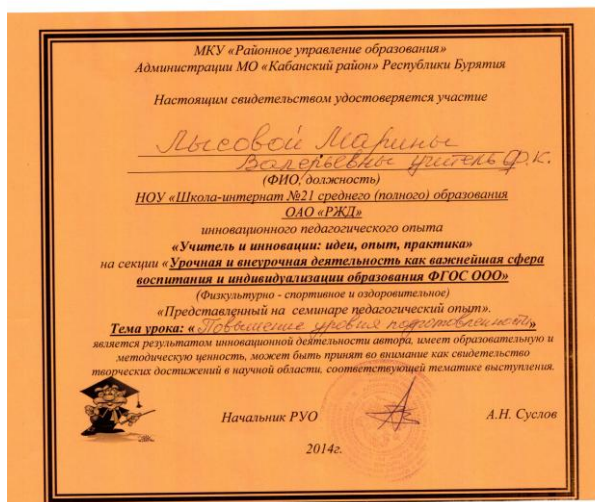 МКУ «Районное управление образования»
Администрации МО «Кабанский район» Республики Бурятия
Настоящим свидетельством удостоверяется участие
Лысовой Марины
Валерьевны учитель Ф.К.
(ФИО, должность)
НОУ «Школа-интернат №21 среднего (полного) образования
ОАО «РЖД»
инновационного педагогического опыта
«Учитель и инновации: идеи, опыт, практика»
на секции «Урочная и внеурочная деятельность как важнейшая сфера
воспитания и индивидуализации образования ФГОС ООО»
(Физкультурно - спортивное и оздоровительное)
«Представленный на семинаре педагогический опыт».
Тема урока: «Повышение уровня подготовленности»
является результатом инновационной деятельности автора, имеет образовательную и
методическую ценность, может быть принят во внимание как свидетельство
творческих достижений в научной области, соответствующей тематике выступления.
Начальник РУО А.Н. Суслов
2014г.